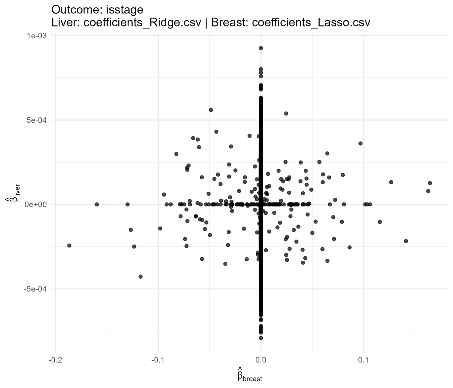 Outcome: isstage
Liver: coefficients_Ridge.csv | Breast: coefficients_Lasso.csv
1e-03
5e-04
0e+00
-5e-04
β̂liver
-0.2
-0.1
0.0
0.1
β̂breast